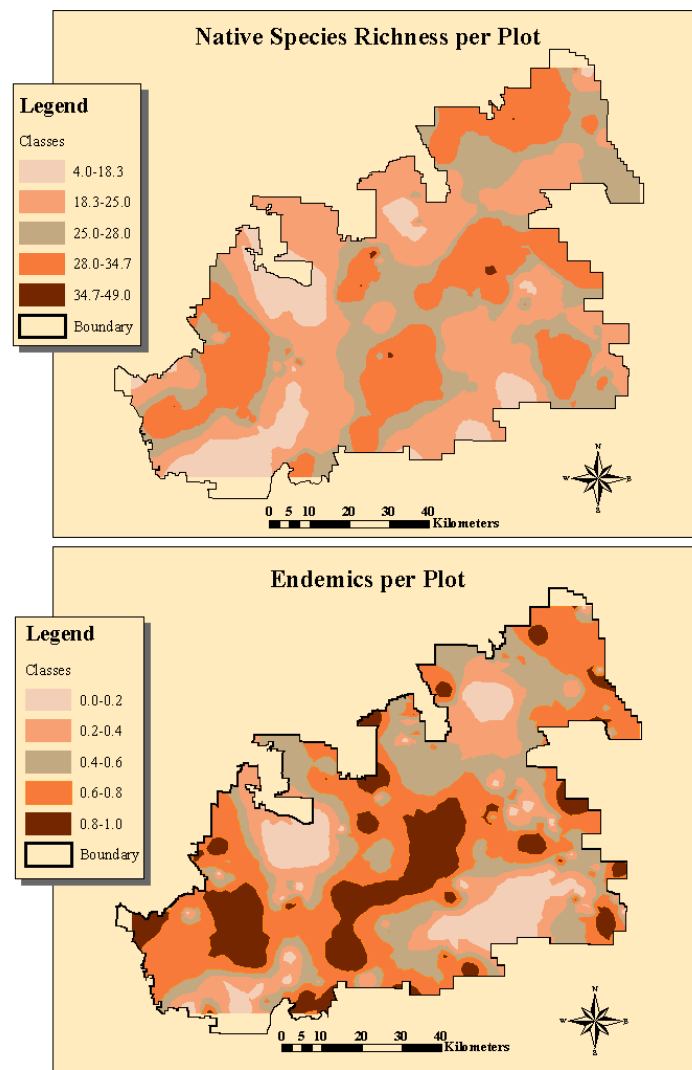 Native Species Richness per Plot
Legend
Classes
4.0-18.3
18.3-25.0
25.0-28.0
28.0-34.7
34.7-49.0
Boundary
N
W E
S
0 5 10 20 30 40
Kilometers
Endemics per Plot
Legend
Classes
0.0-0.2
0.2-0.4
0.4-0.6
0.6-0.8
0.8-1.0
Boundary
N
W E
S
0 5 10 20 30 40
Kilometers